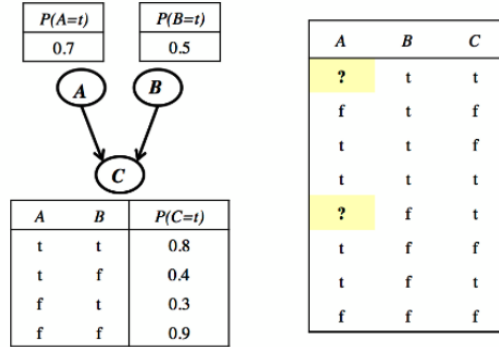 P(A=t)
0.7
P(B=t)
0.5
A
B
C
A B P(C=t)
t t 0.8
t f 0.4
f t 0.3
f f 0.9
A B C
? t t
f t f
t t f
t t t
? f t
t f f
t f t
f f f